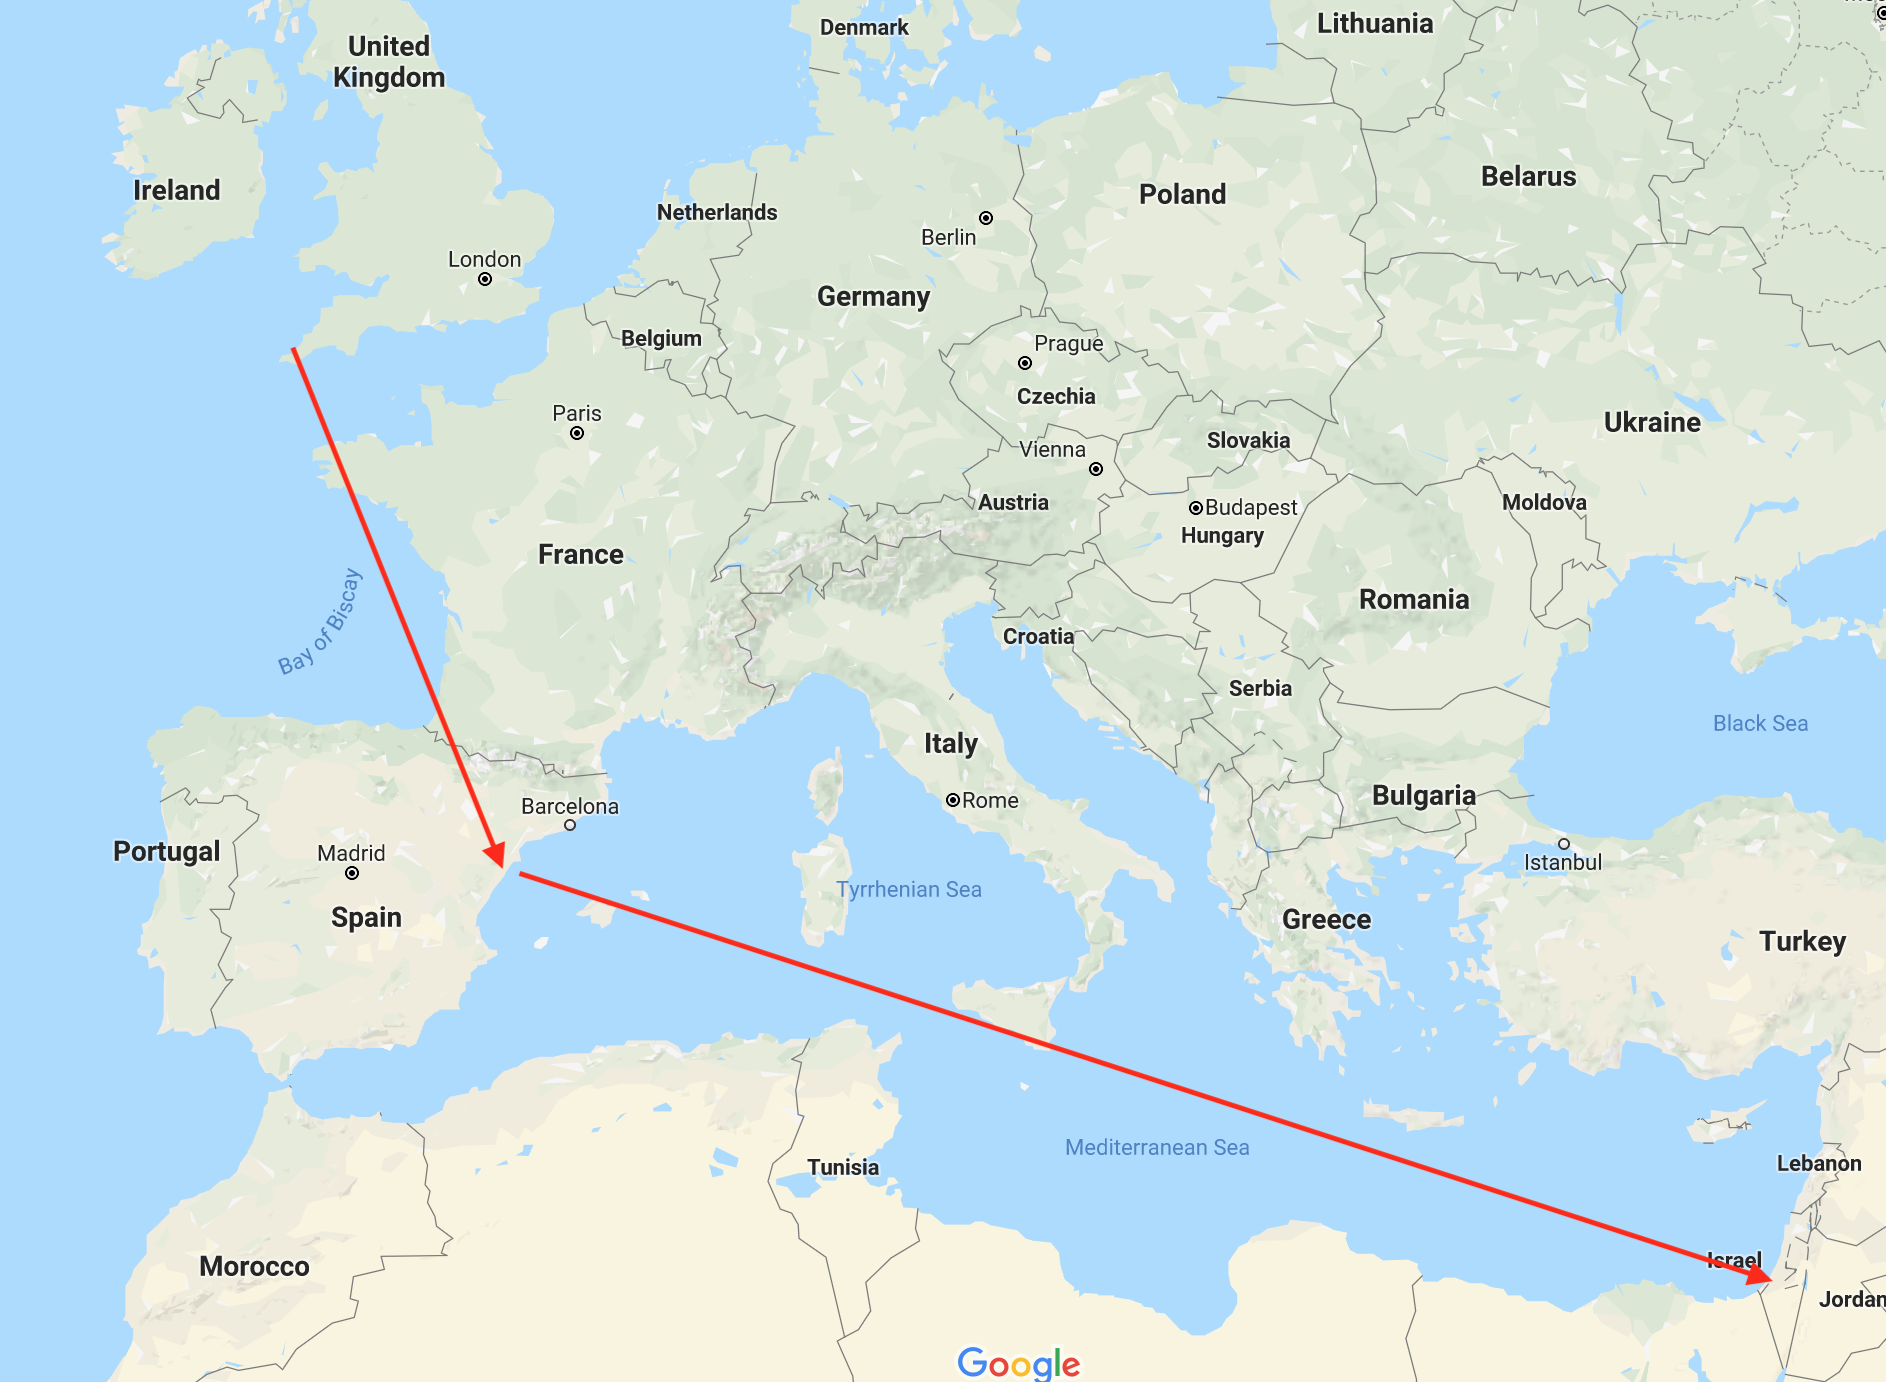 Denmark
Lithuania
United
Kingdom
Ireland
Netherlands
Berlin
Poland
Belarus
London
Germany
Belgium
Prague
Czechia
Paris
Ukraine
Slovakia
Vienna
Austria
Budapest
Hungary
Moldova
France
Bay of Biscay
Romania
Croatia
Serbia
Black Sea
Italy
Rome
Barcelona
Bulgaria
Portugal
Madrid
Istanbul
Tyrrhenian Sea
Spain
Greece
Turkey
Mediterranean Sea
Tunisia
Lebanon
Morocco
Israel
Jordan
Google